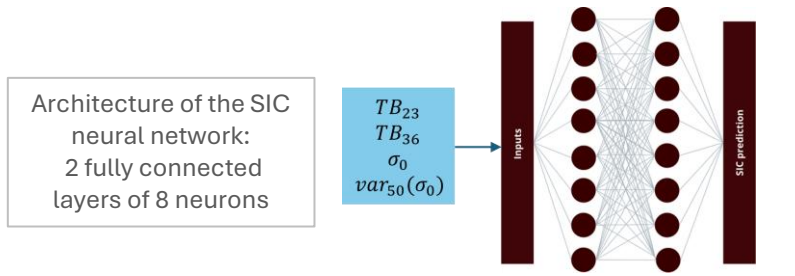 Architecture of the SIC
neural network:
2 fully connected
layers of 8 neurons
TB₂₃
TB₃₆
σ₀
var₅₀(σ₀)
Inputs
SIC prediction